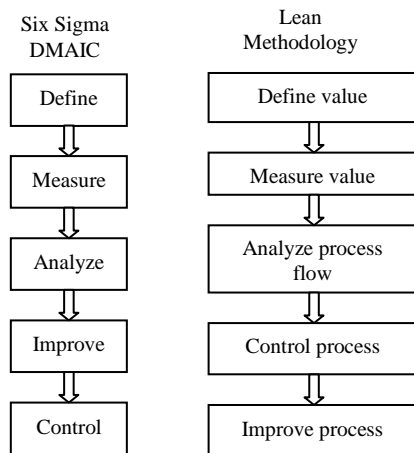 Six Sigma
DMAIC
Define
Measure
Analyze
Improve
Control
Lean
Methodology
Define value
Measure value
Analyze process
flow
Control process
Improve process